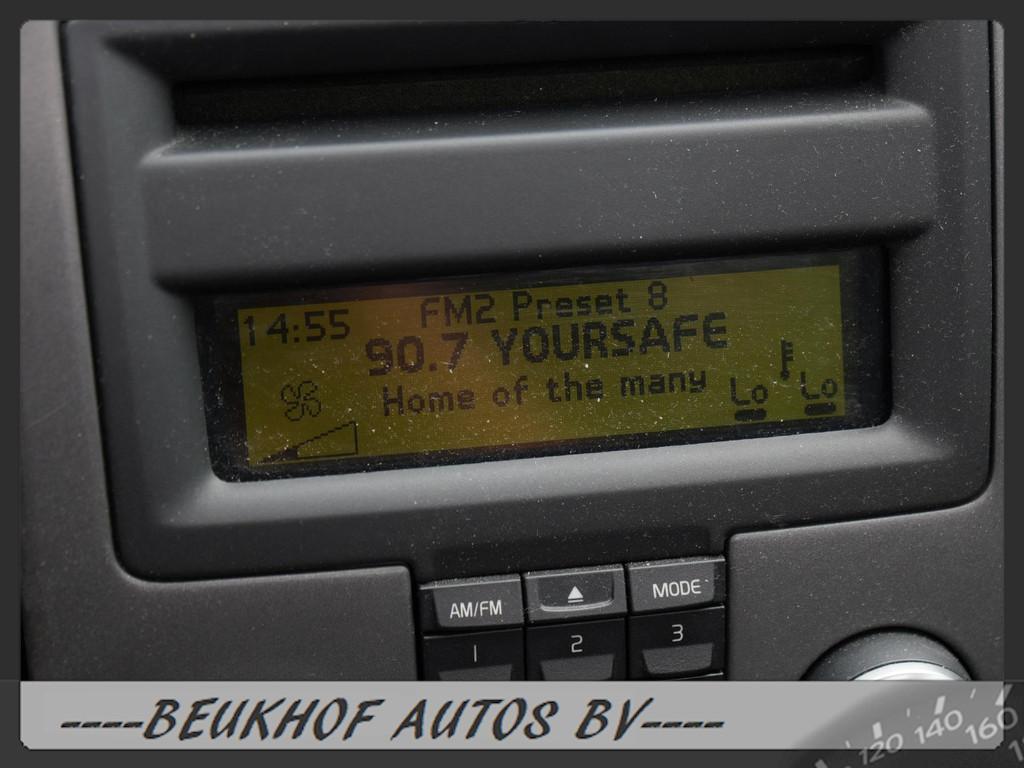 FM2 Preset 8
14:55
90.7 YOURSAFE
Home of the many
Lo Lo
AM/FM MODE
1 2 3
----BEUKHOF AUTOS BV----
120 140 160